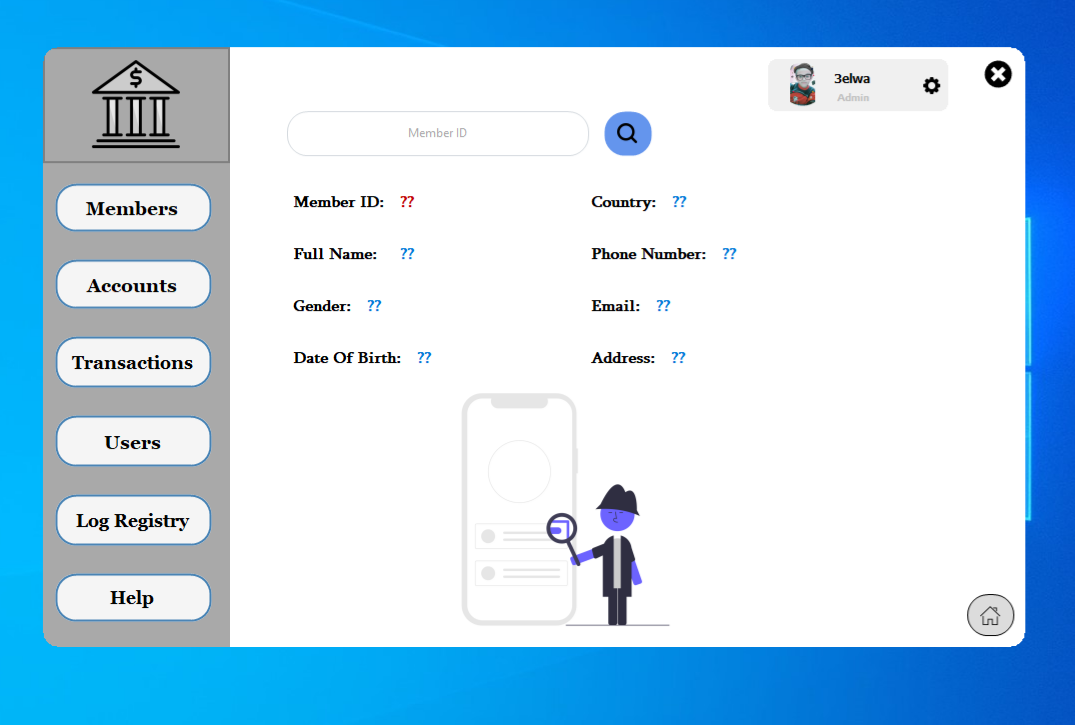 $
3elwa
Admin
Member ID
Members
Accounts
Transactions
Users
Log Registry
Help
Member ID: ??
Full Name: ??
Gender: ??
Date Of Birth: ??
Country: ??
Phone Number: ??
Email: ??
Address: ??